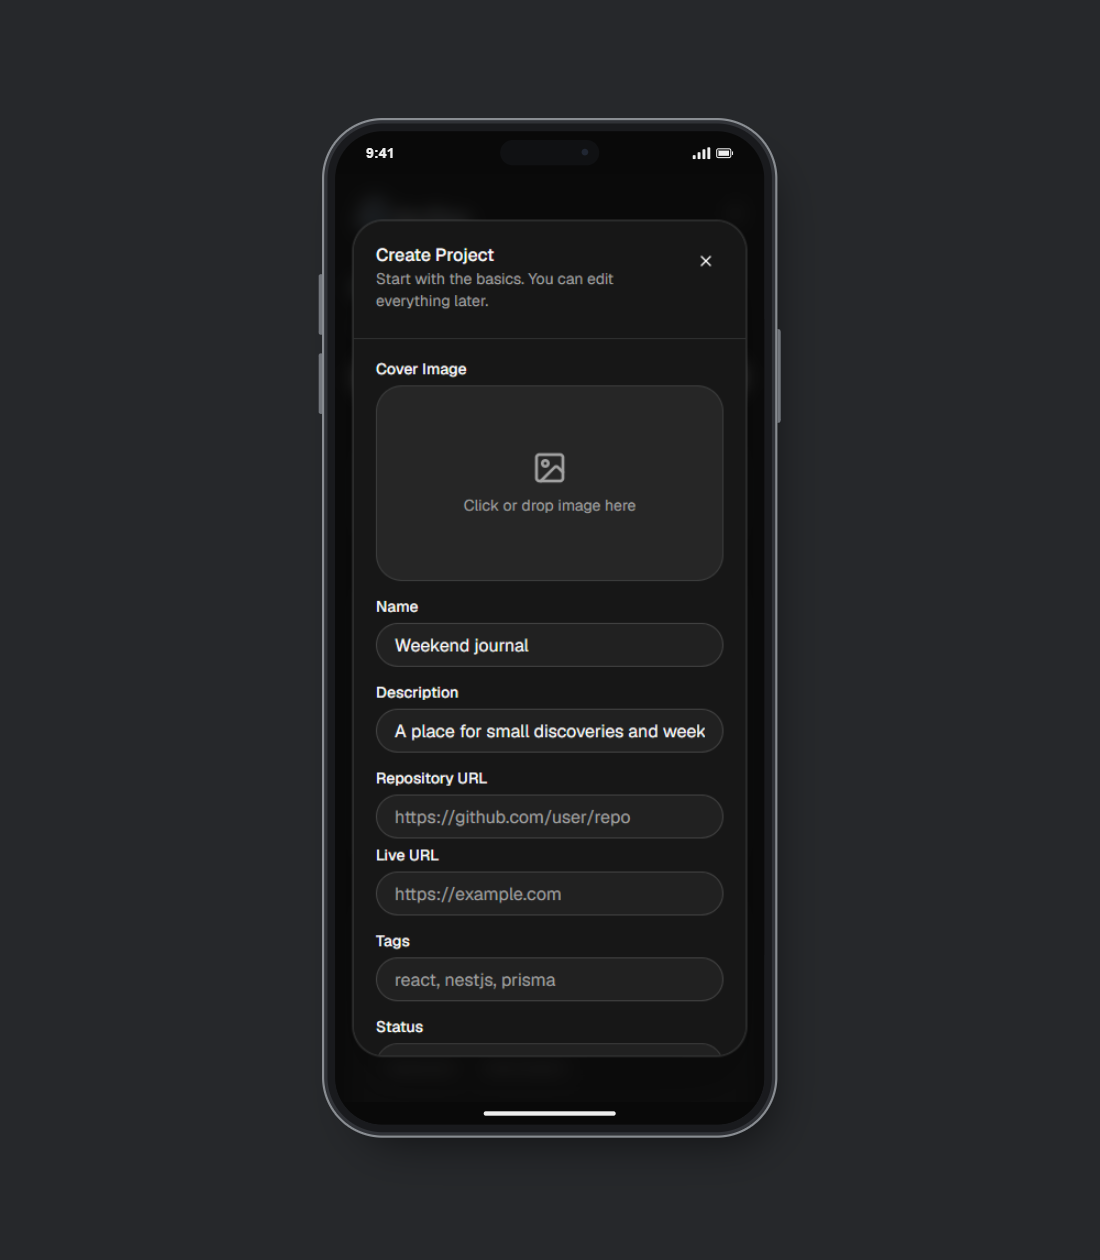 9:41
Create Project
Start with the basics. You can edit
everything later.
Cover Image
Click or drop image here
Name
Weekend journal
Description
A place for small discoveries and week
Repository URL
https://github.com/user/repo
Live URL
https://example.com
Tags
react, nestjs, prisma
Status